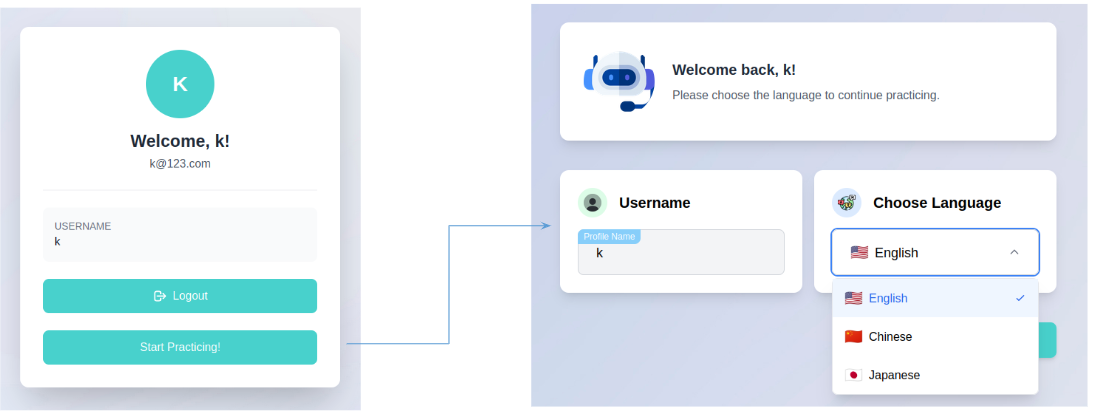 K
Welcome, k!
k@123.com
USERNAME
k
Logout
Start Practicing!
Welcome back, k!
Please choose the language to continue practicing.
Username
Profile Name
k
Choose Language
English
English
Chinese
Japanese